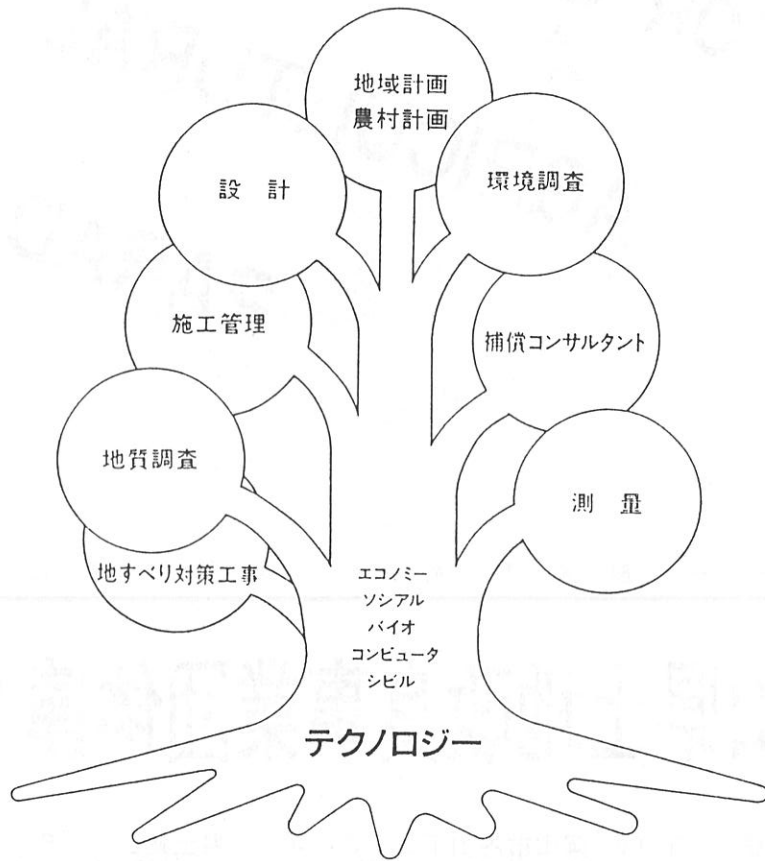 地域計画
農村計画
設計
環境調査
施工管理
補償コンサルタント
地質調査
測量
地すべり対策工事
エコノミー
ソシアル
バイオ
コンピュータ
シビル
テクノロジー